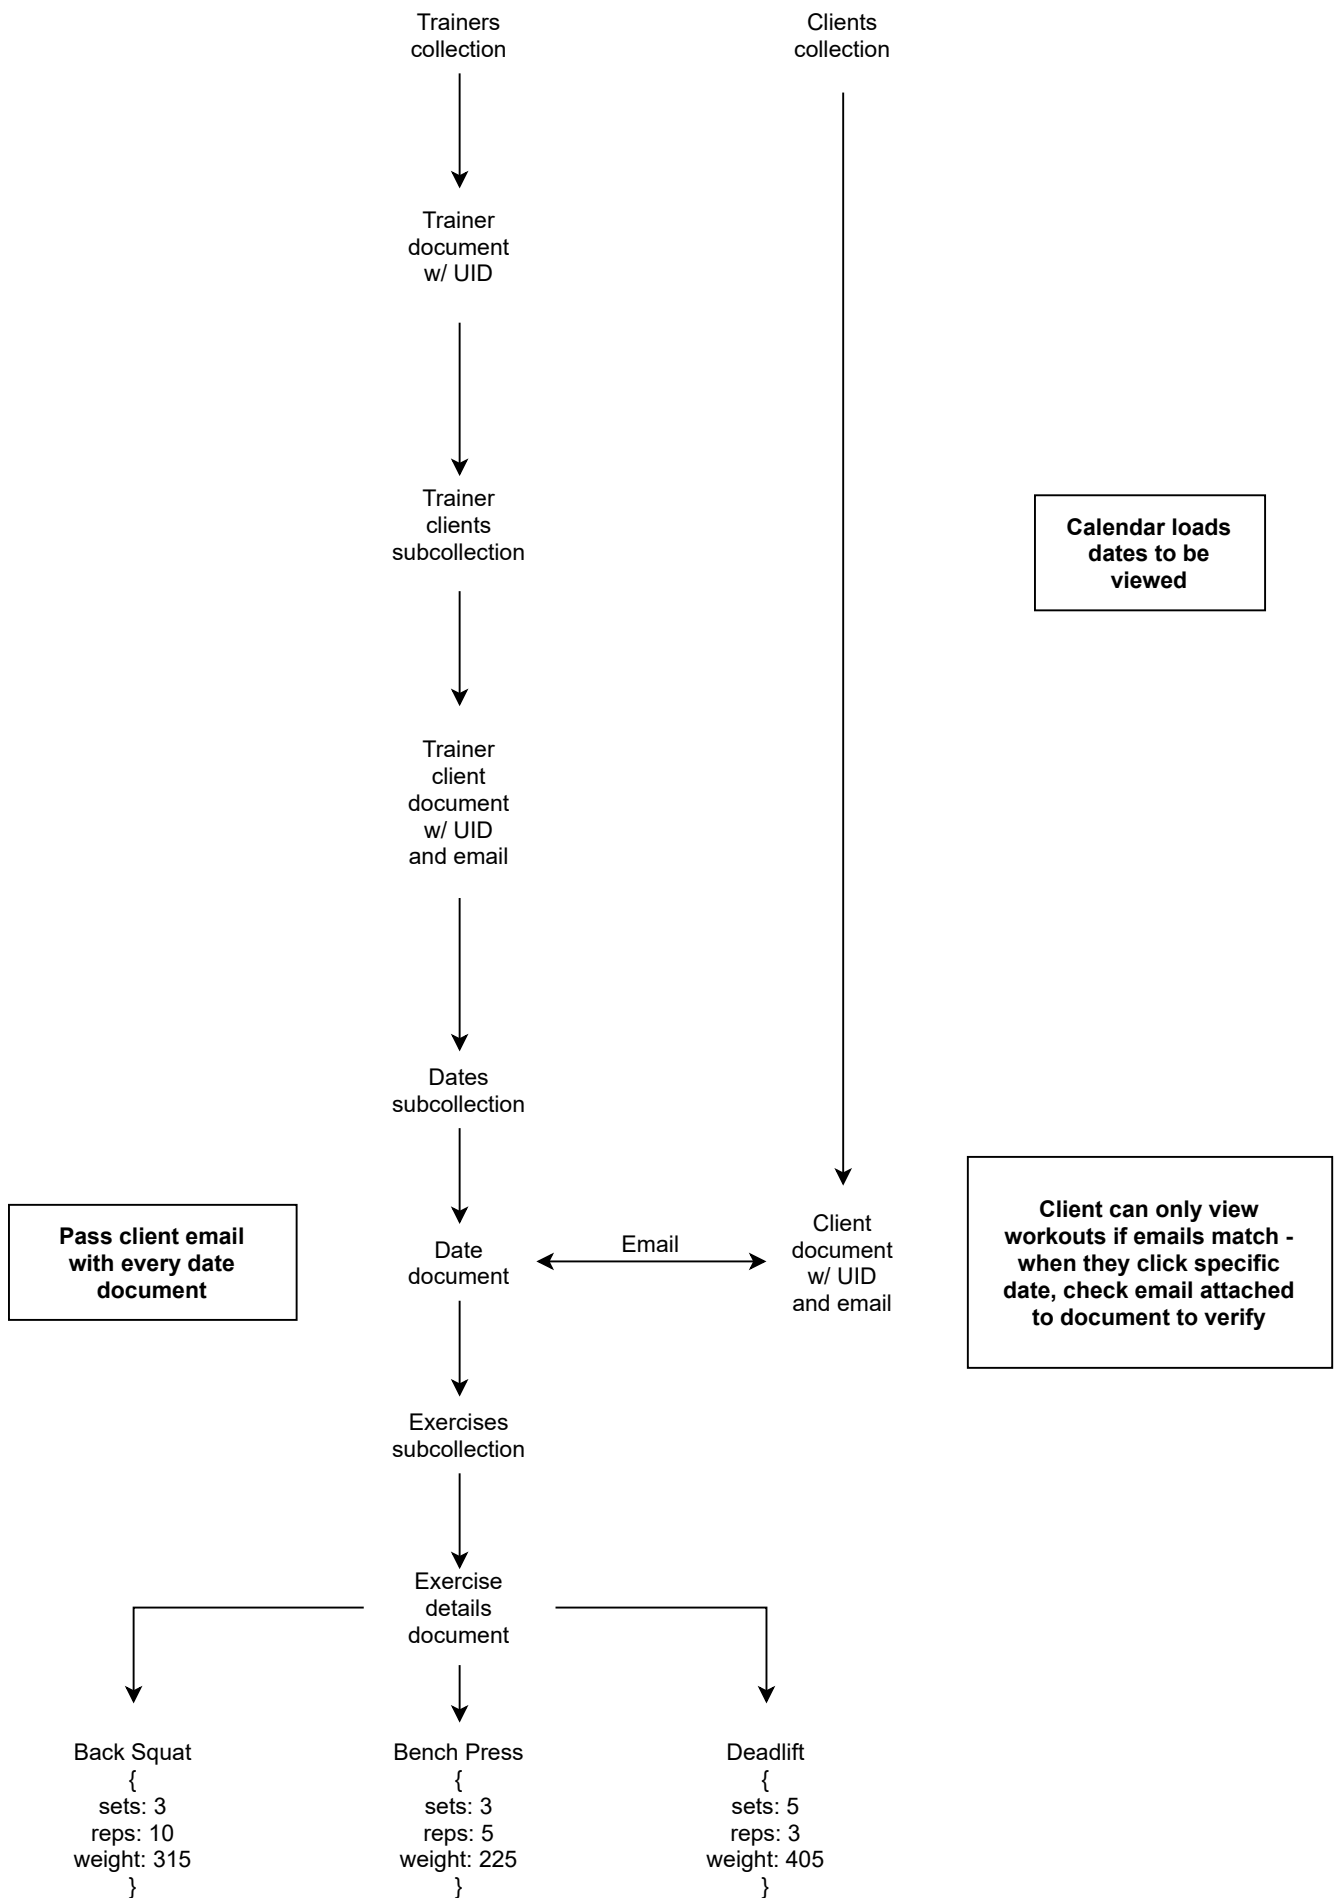 Trainers
collection
Clients
collection
Trainer
document
w/ UID
Trainer
clients
subcollection
Calendar loads
dates to be
viewed
Trainer
client
document
w/ UID
and email
Dates
subcollection
Pass client email
with every date
document
Date
document
Email
Client
document
w/ UID
and email
Client can only view
workouts if emails match -
when they click specific
date, check email attached
to document to verify
Exercises
subcollection
Exercise
details
document
Back Squat
{
sets: 3
reps: 10
weight: 315
}
Bench Press
{
sets: 3
reps: 5
weight: 225
}
Deadlift
{
sets: 5
reps: 3
weight: 405
}